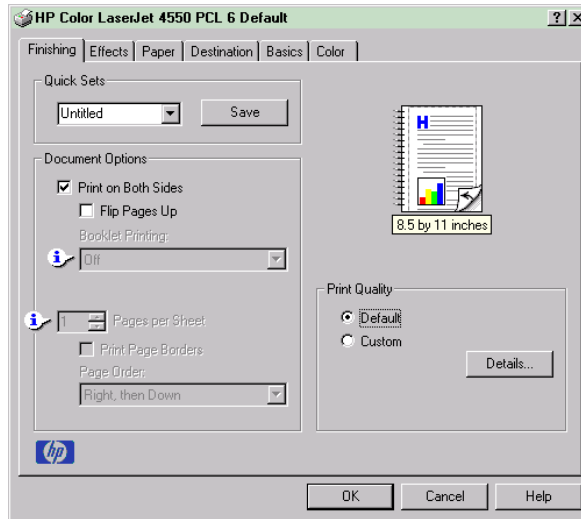 HP Color LaserJet 4550 PCL 6 Default
Finishing Effects Paper Destination Basics Color
Quick Sets
Untitled Save
Document Options
Print on Both Sides
Flip Pages Up
Booklet Printing:
Off
1 Pages per Sheet
Print Page Borders
Page Order:
Right, then Down
H
8.5 by 11 inches
Print Quality
Default
Custom
Details...
hp
OK Cancel Help